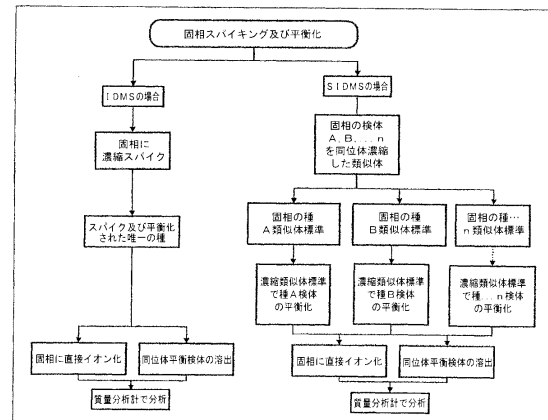 固相スパイキング及び平衡化
IDMSの場合
SIDMSの場合
固相に
濃縮スパイク
固相の検体
A, B, ... n
を同位体濃縮
した類似体
スパイク及び平衡化
された唯一の種
固相の種
A類似体標準
固相の種
B類似体標準
固相の種…
n類似体標準
濃縮類似体標準
で種A検体
の平衡化
濃縮類似体標準
で種B検体
の平衡化
濃縮類似体標準
で種...n検体
の平衡化
固相に直接イオン化
同位体平衡検体の溶出
固相に直接イオン化
同位体平衡検体の溶出
質量分析計で分析
質量分析計で分析